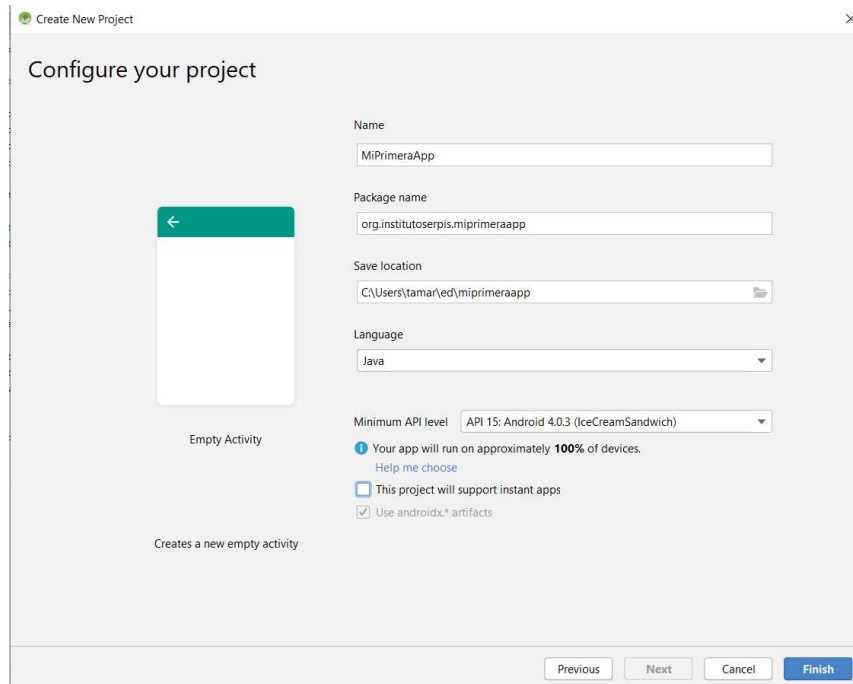 Create New Project
Configure your project
Name
MiPrimeraApp
Package name
org.institutoserpis.miprimeraapp
Save location
C:\Users\tamar\ed\miprimeraapp
Language
Java
Minimum API level API 15: Android 4.0.3 (IceCreamSandwich)
Empty Activity
Your app will run on approximately 100% of devices.
Help me choose
This project will support instant apps
Use androidx.* artifacts
Creates a new empty activity
Previous Next Cancel Finish